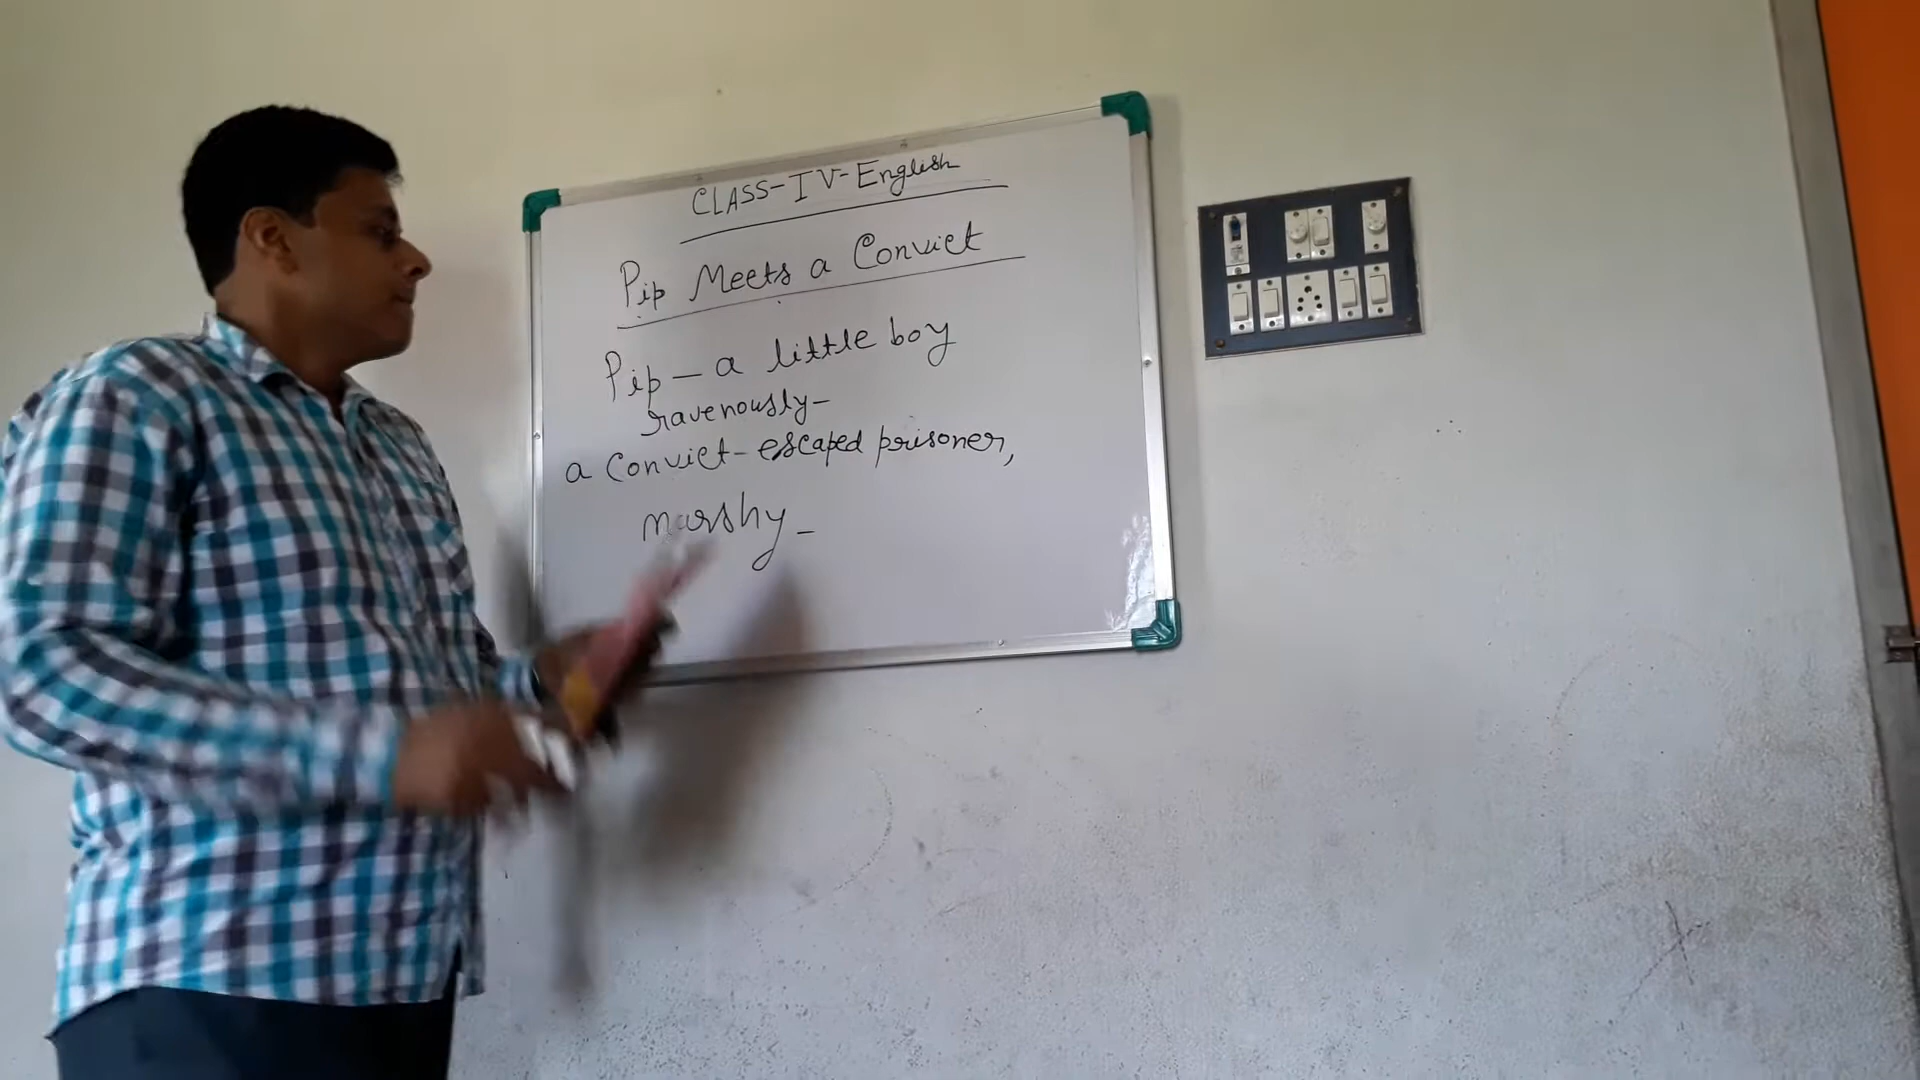 CLASS-IV-English
Pip Meets a Convict
Pip — a little boy
ravenously-
a Convict - escaped prisoner,
marshy -